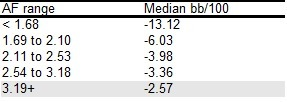 AF range Median bb/100
< 1.68 -13.12
1.69 to 2.10 -6.03
2.11 to 2.53 -3.98
2.54 to 3.18 -3.36
3.19+ -2.57